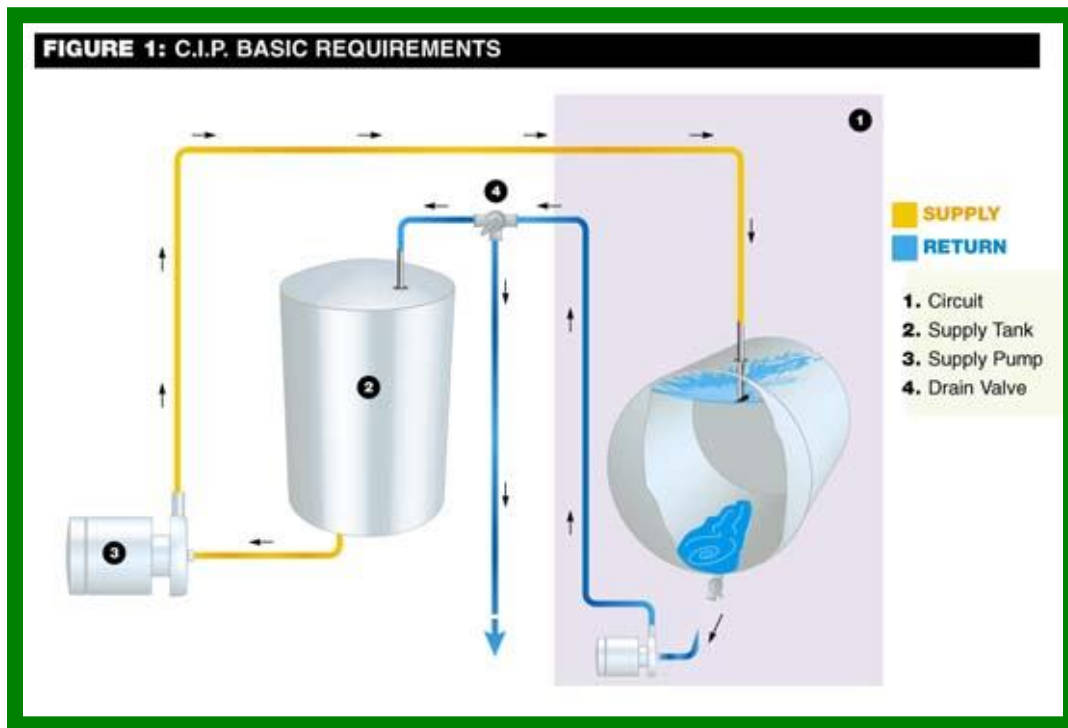 FIGURE 1: C.I.P. BASIC REQUIREMENTS
1
4
SUPPLY
RETURN
1. Circuit
2. Supply Tank
3. Supply Pump
4. Drain Valve
2
3